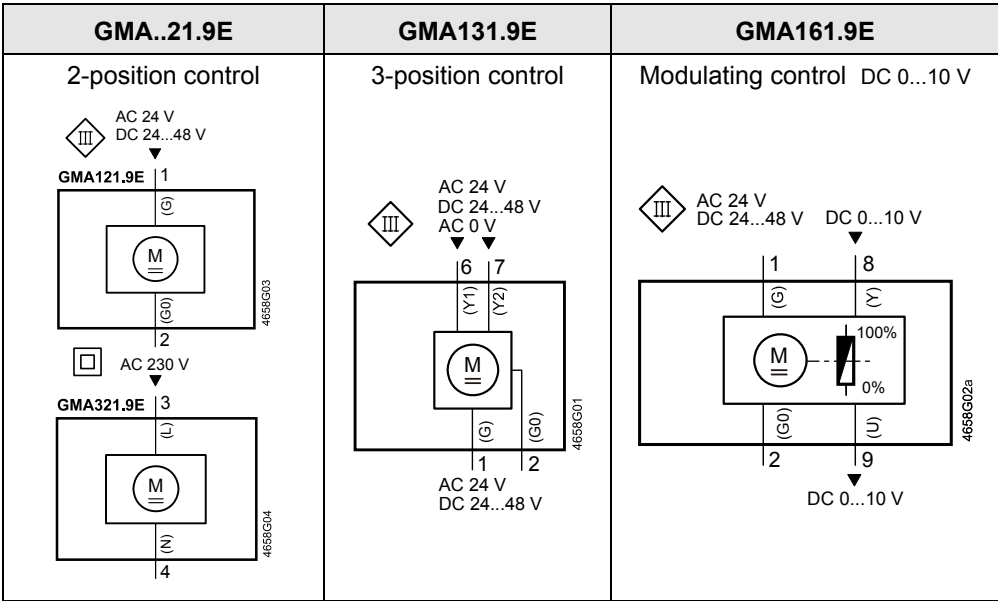 GMA..21.9E
2-position control
III
AC 24 V
DC 24...48 V
GMA121.9E
1
(G)
M
(G0)
2
4658G03
AC 230 V
GMA321.9E
3
(L)
M
(N)
4
4658G04
GMA131.9E
3-position control
III
AC 24 V
DC 24...48 V
AC 0 V
6 7
(Y1) (Y2)
M
(G) (G0)
1 2
AC 24 V
DC 24...48 V
4658G01
GMA161.9E
Modulating control DC 0...10 V
III
AC 24 V
DC 24...48 V DC 0...10 V
1 8
(G) (Y)
100%
M
0%
(G0) (U)
2 9
DC 0...10 V
4658G02a